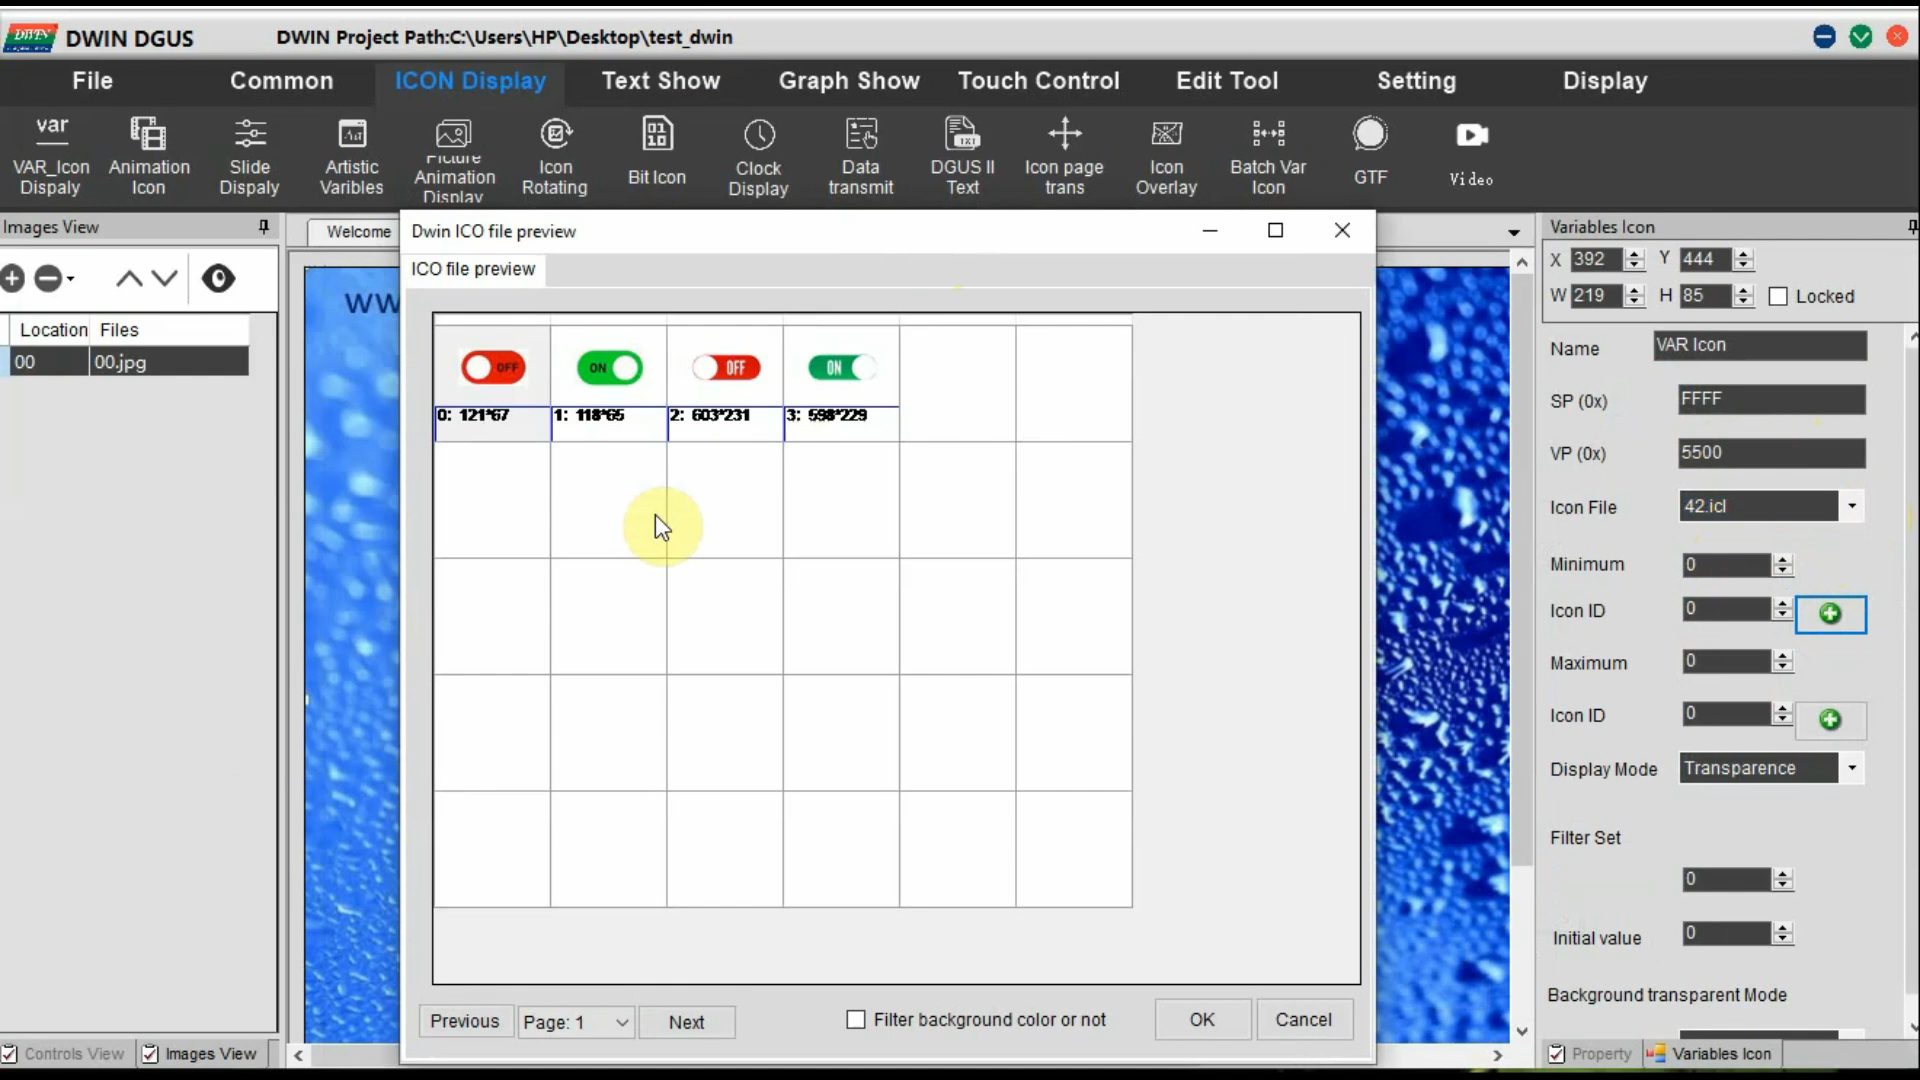 DWIN DWIN DGUS DWIN Project Path:C:\Users\HP\Desktop\test_dwin
File Common ICON Display Text Show Graph Show Touch Control Edit Tool Setting Display
var
VAR_Icon Dispaly
Animation Icon
Slide Dispaly
Artistic Varibles
Picture Animation Display
Icon Rotating
Bit Icon
Clock Display
Data transmit
DGUS II Text
Icon page trans
Icon Overlay
Batch Var Icon
GTF
Video
Images View
Location Files
00 00.jpg
Welcome
WW
Dwin ICO file preview
ICO file preview
OFF ON OFF ON
0: 121*67 1: 118*65 2: 603*231 3: 598*229
Previous Page: 1 Next Filter background color or not OK Cancel
Variables Icon
X 392 Y 444
W 219 H 85 Locked
Name VAR Icon
SP (0x) FFFF
VP (0x) 5500
Icon File 42.icl
Minimum 0
Icon ID 0
Maximum 0
Icon ID 0
Display Mode Transparence
Filter Set
0
Initial value 0
Background transparent Mode
Controls View Images View
Property Variables Icon